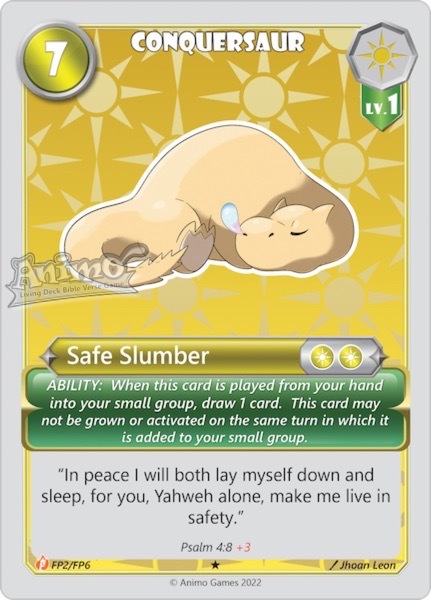 7
CONQUERSAUR
LV.1
Animo
Living Deck Bible Verse Game
Safe Slumber
ABILITY: When this card is played from your hand
into your small group, draw 1 card. This card may
not be grown or activated on the same turn in which it
is added to your small group.
“In peace I will both lay myself down and
sleep, for you, Yahweh alone, make me live in
safety.”
Psalm 4:8 +3
FP2/FP6 ★ Jhoan Leon
© Animo Games 2022